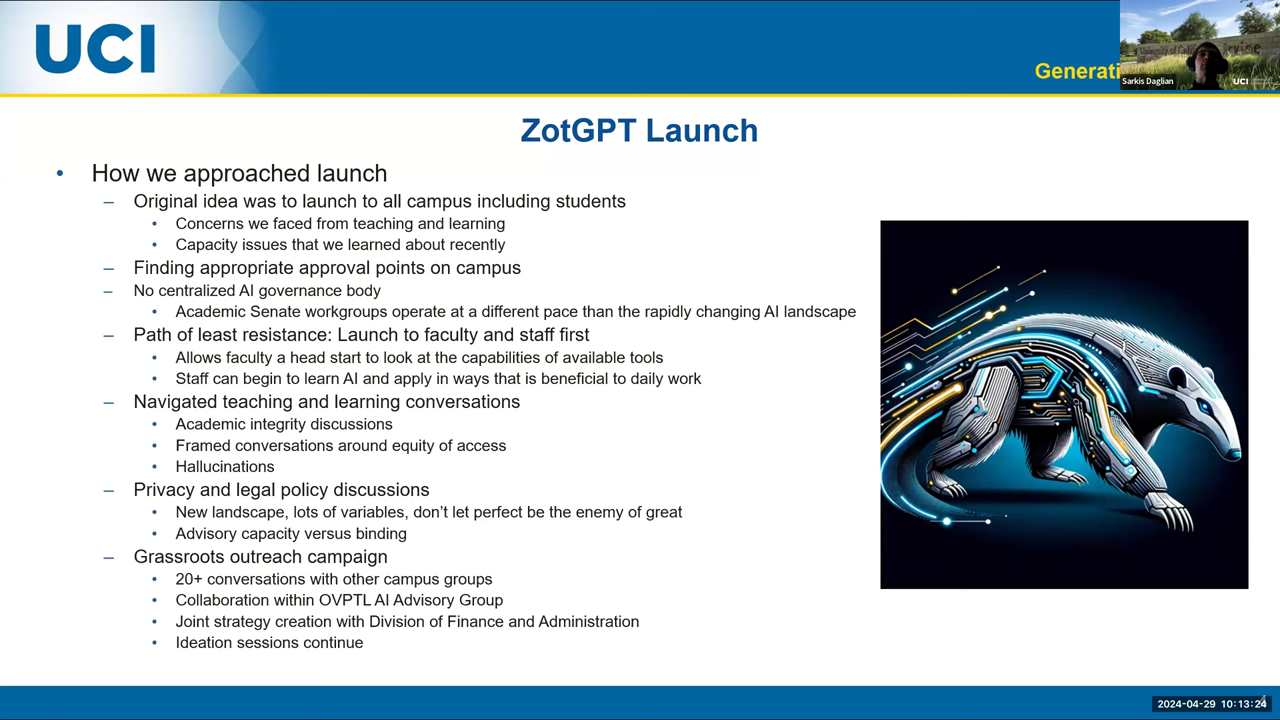 UCI
Generati
University of Cali
Sarkis Daglian
UCI
ZotGPT Launch
• How we approached launch
– Original idea was to launch to all campus including students
• Concerns we faced from teaching and learning
• Capacity issues that we learned about recently
– Finding appropriate approval points on campus
– No centralized AI governance body
• Academic Senate workgroups operate at a different pace than the rapidly changing AI landscape
– Path of least resistance: Launch to faculty and staff first
• Allows faculty a head start to look at the capabilities of available tools
• Staff can begin to learn AI and apply in ways that is beneficial to daily work
– Navigated teaching and learning conversations
• Academic integrity discussions
• Framed conversations around equity of access
• Hallucinations
– Privacy and legal policy discussions
• New landscape, lots of variables, don’t let perfect be the enemy of great
• Advisory capacity versus binding
– Grassroots outreach campaign
• 20+ conversations with other campus groups
• Collaboration within OVPTL AI Advisory Group
• Joint strategy creation with Division of Finance and Administration
• Ideation sessions continue
4
2024-04-29 10:13:24